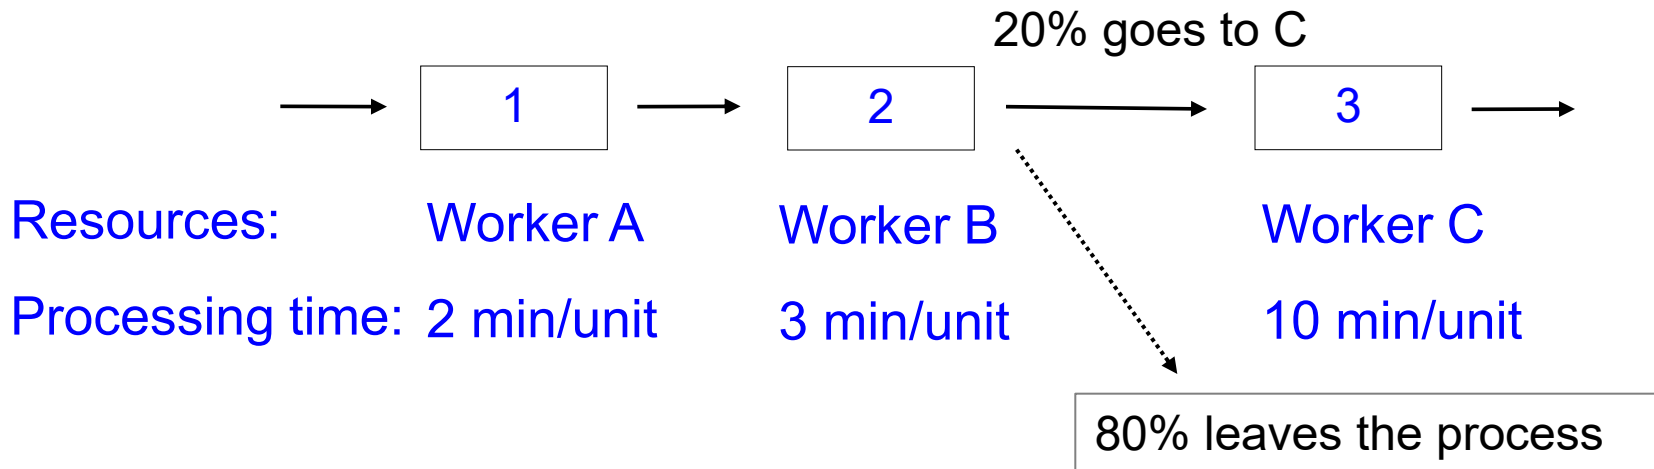 20% goes to C
1 2 3
Resources: Worker A Worker B Worker C
Processing time: 2 min/unit 3 min/unit 10 min/unit
80% leaves the process